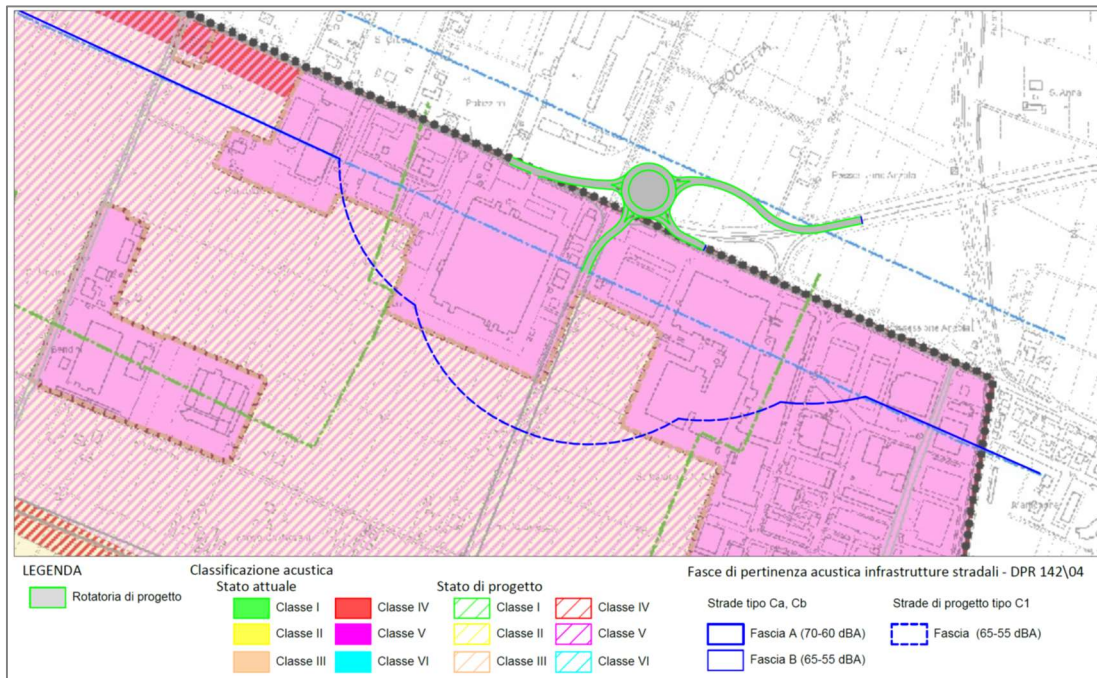 CROCETTA
S. Anna
LEGENDA
Rotatoria di progetto
Classificazione acustica
Stato attuale
Classe I
Classe II
Classe III
Classe IV
Classe V
Classe VI
Stato di progetto
Classe I
Classe II
Classe III
Classe IV
Classe V
Classe VI
Fasce di pertinenza acustica infrastrutture stradali - DPR 142\04
Strade tipo Ca, Cb
Fascia A (70-60 dBA)
Fascia B (65-55 dBA)
Strade di progetto tipo C1
Fascia (65-55 dBA)